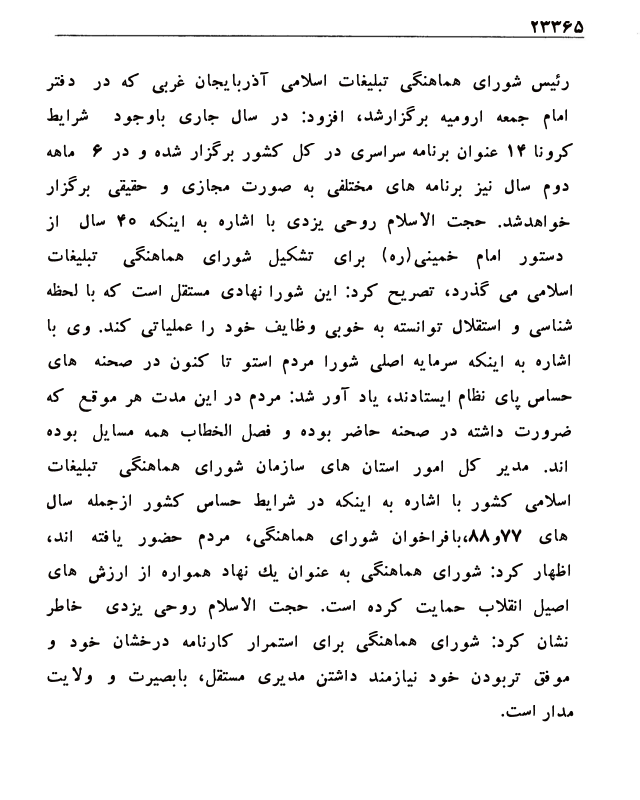 ۲۳۳۶۵
رئیس شورای هماهنگی تبلیغات اسلامی آذربایجان غربی که در دفتر
امام جمعه ارومیه برگزارشد، افزود: در سال جاری باوجود شرایط
کرونا ۱۴ عنوان برنامه سراسری در کل کشور برگزار شده و در ۶ ماهه
دوم سال نیز برنامه های مختلفی به صورت مجازی و حقیقی برگزار
خواهدشد. حجت الاسلام روحی یزدی با اشاره به اینکه ۴۰ سال از
دستور امام خمینی(ره) برای تشکیل شورای هماهنگی تبلیغات
اسلامی می گذرد، تصریح کرد: این شورا نهادی مستقل است که با لحظه
شناسی و استقلال توانسته به خوبی وظایف خود را عملیاتی کند. وی با
اشاره به اینکه سرمایه اصلی شورا مردم استو تا کنون در صحنه های
حساس پای نظام ایستادند، یاد آور شد: مردم در این مدت هر موقع که
ضرورت داشته در صحنه حاضر بوده و فصل الخطاب همه مسایل بوده
اند. مدیر کل امور استان های سازمان شورای هماهنگی تبلیغات
اسلامی کشور با اشاره به اینکه در شرایط حساس کشور ازجمله سال
های ۷۷و۸۸،بافراخوان شورای هماهنگی، مردم حضور یافته اند،
اظهار کرد: شورای هماهنگی به عنوان یك نهاد همواره از ارزش های
اصیل انقلاب حمایت کرده است. حجت الاسلام روحی یزدی خاطر
نشان کرد: شورای هماهنگی برای استمرار کارنامه درخشان خود و
موفق تربودن خود نیازمند داشتن مدیری مستقل، بابصیرت و ولایت
مدار است.